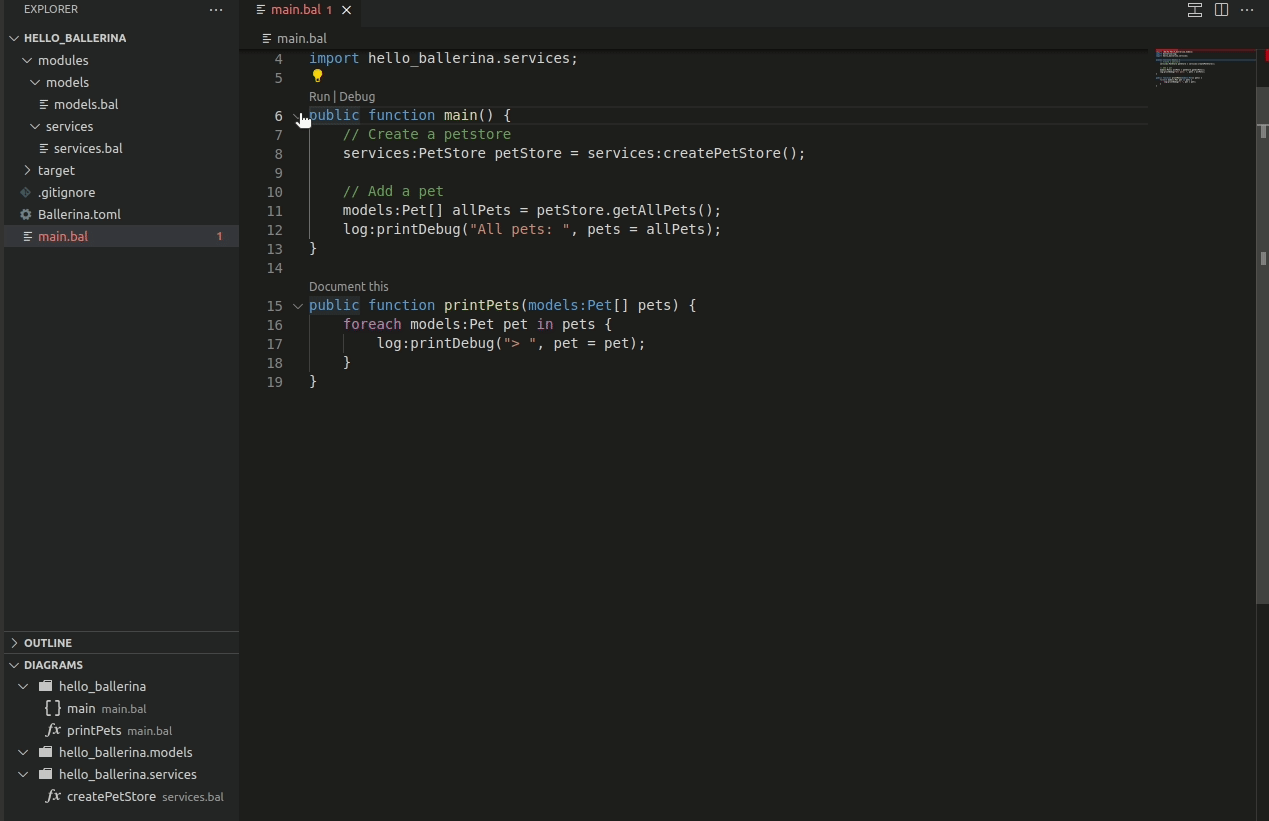 EXPLORER
HELLO_BALLERINA
modules
models
models.bal
services
services.bal
target
.gitignore
Ballerina.toml
main.bal 1
OUTLINE
DIAGRAMS
hello_ballerina
{ } main main.bal
fx printPets main.bal
hello_ballerina.models
hello_ballerina.services
fx createPetStore services.bal
main.bal 1
main.bal
4 import hello_ballerina.services;
5
Run | Debug
6 public function main() {
7     // Create a petstore
8     services:PetStore petStore = services:createPetStore();
9
10     // Add a pet
11     models:Pet[] allPets = petStore.getAllPets();
12     log:printDebug("All pets: ", pets = allPets);
13 }
14
Document this
15 public function printPets(models:Pet[] pets) {
16     foreach models:Pet pet in pets {
17         log:printDebug("> ", pet = pet);
18     }
19 }